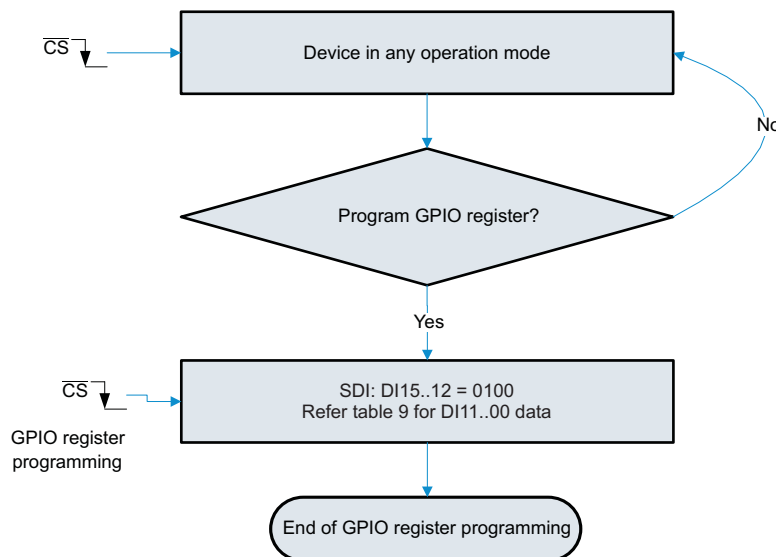 CS
Device in any operation mode
No
Program GPIO register?
Yes
CS
SDI: DI15..12 = 0100
Refer table 9 for DI11..00 data
GPIO register
programming
End of GPIO register programming